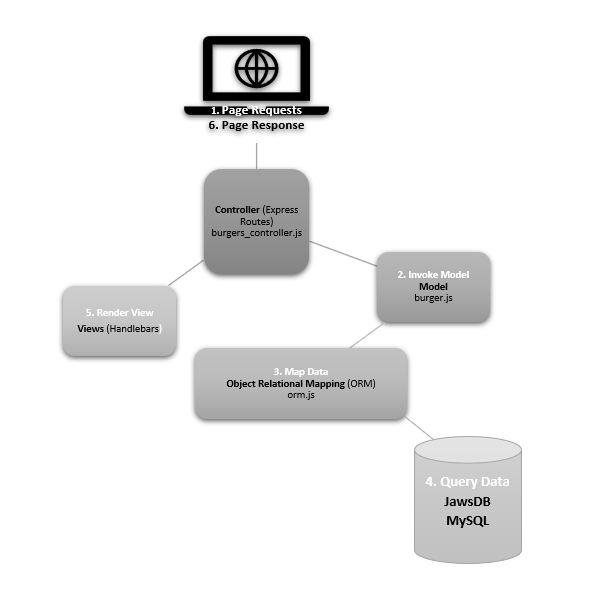 1. Page Requests
6. Page Response
Controller (Express
Routes)
burgers_controller.js
2. Invoke Model
Model
burger.js
5. Render View
Views (Handlebars)
3. Map Data
Object Relational Mapping (ORM)
orm.js
4. Query Data
JawsDB
MySQL